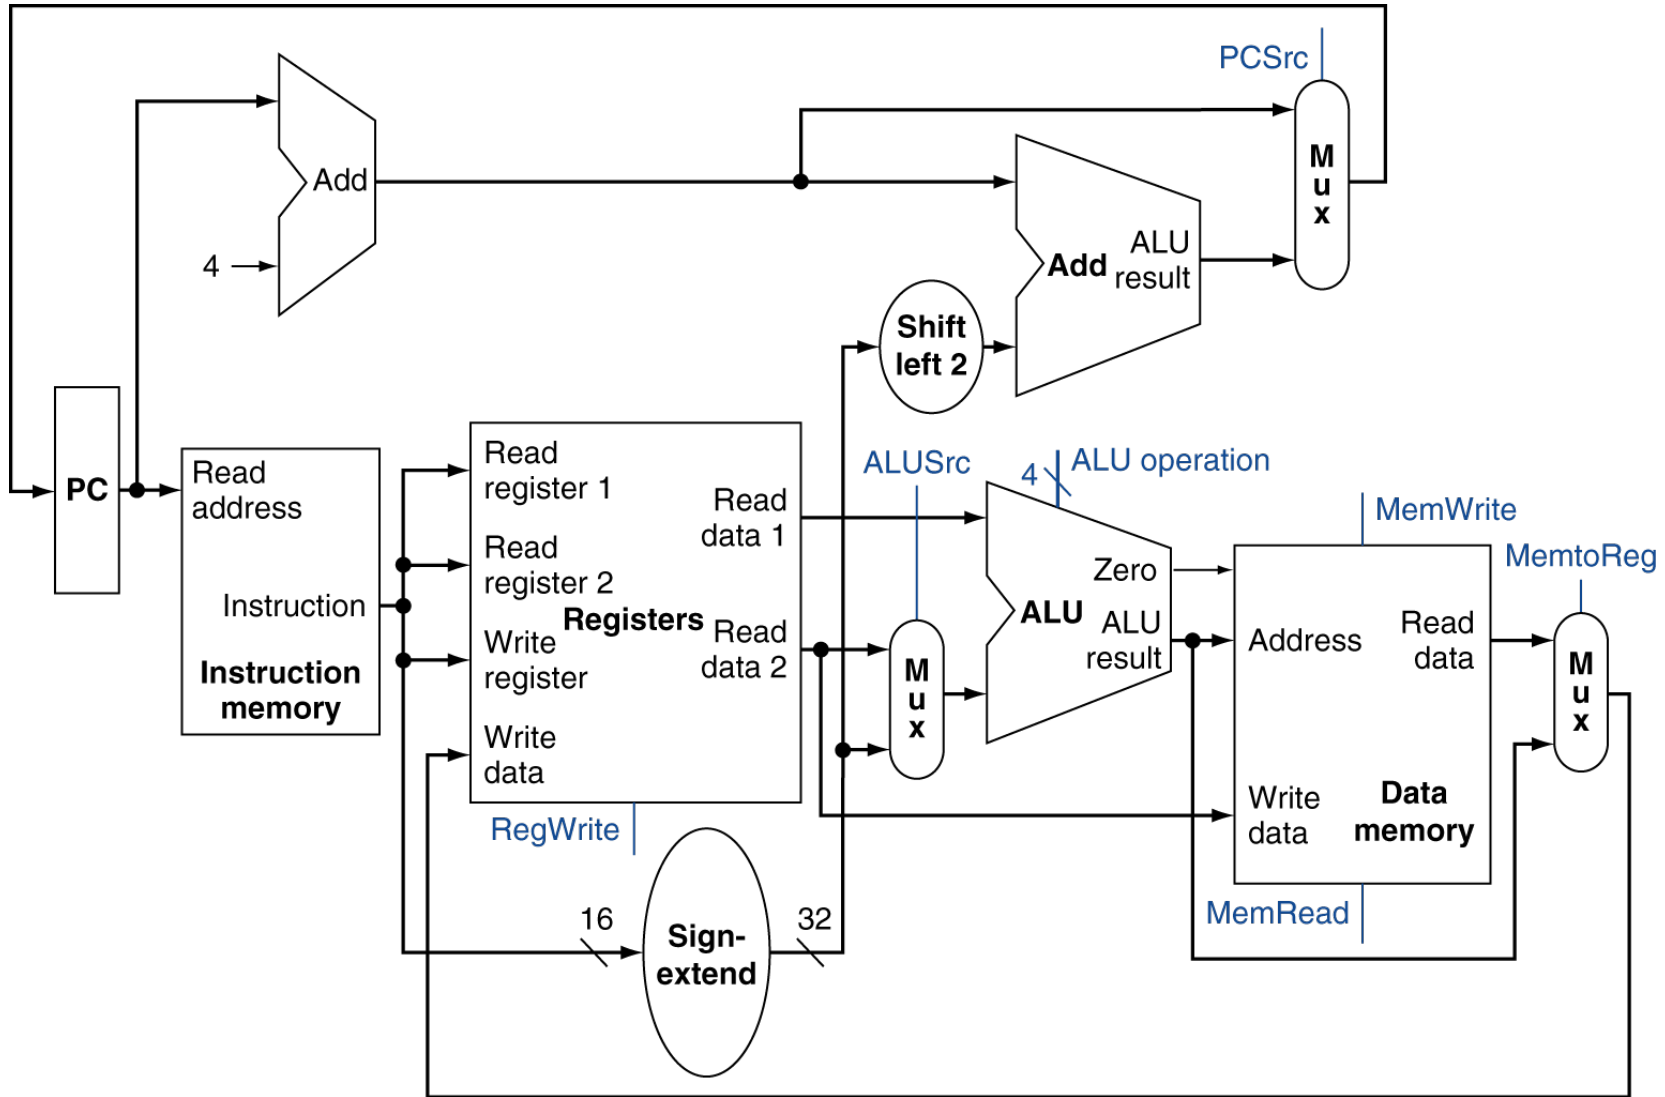 PCSrc
M
u
x
Add
4
Add
ALU
result
Shift
left 2
PC
Read
address
Instruction
Instruction
memory
Read
register 1
Read
register 2
Write
register
Write
data
Registers
Read
data 1
Read
data 2
RegWrite
16
Sign-
extend
32
ALUSrc
M
u
x
4
ALU operation
Zero
ALU
ALU
result
MemWrite
Address
Read
data
Write
data
Data
memory
MemRead
MemtoReg
M
u
x